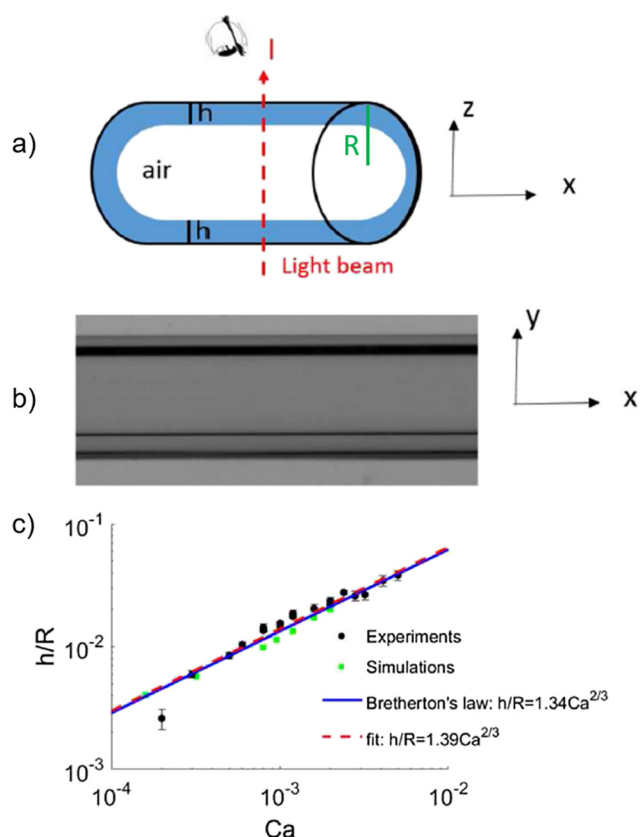 I
a)
h
R
air
h
Light beam
z
x
b)
y
x
c)
h/R
10⁻¹
10⁻²
10⁻³
10⁻⁴
10⁻³
10⁻²
Ca
Experiments
Simulations
Bretherton's law: h/R=1.34Ca^{2/3}
fit: h/R=1.39Ca^{2/3}